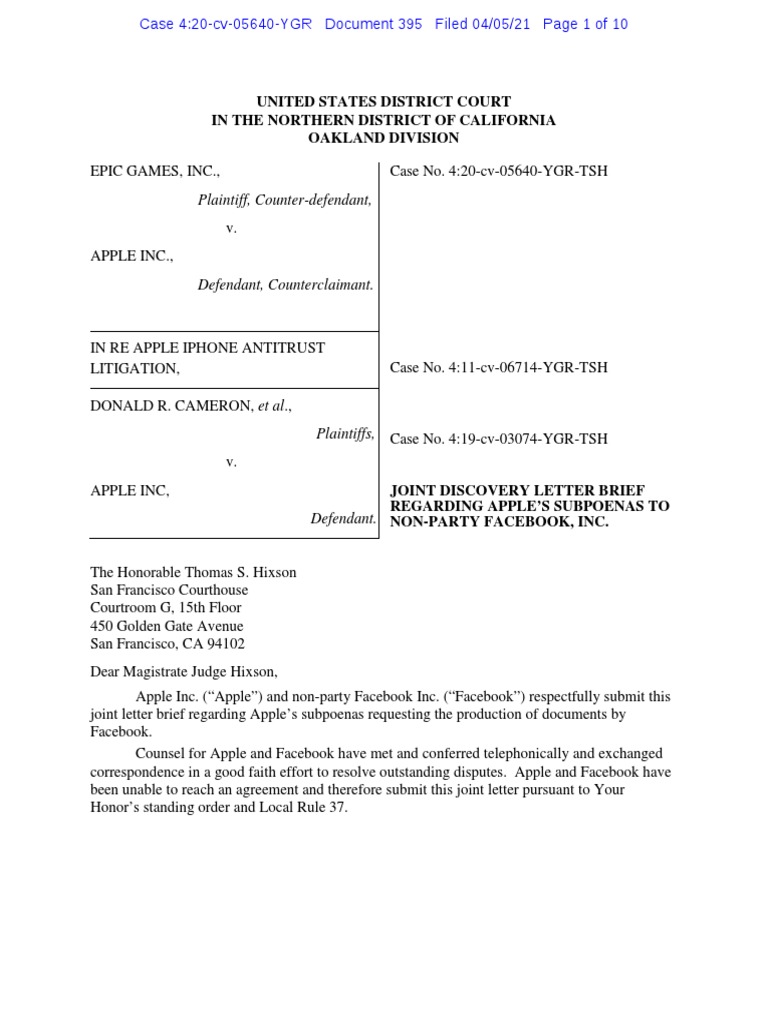 Case 4:20-cv-05640-YGR Document 395 Filed 04/05/21 Page 1 of 10
UNITED STATES DISTRICT COURT
IN THE NORTHERN DISTRICT OF CALIFORNIA
OAKLAND DIVISION
EPIC GAMES, INC.,
Plaintiff, Counter-defendant,
v.
APPLE INC.,
Defendant, Counterclaimant.
Case No. 4:20-cv-05640-YGR-TSH
IN RE APPLE IPHONE ANTITRUST
LITIGATION,
Case No. 4:11-cv-06714-YGR-TSH
DONALD R. CAMERON, et al.,
Plaintiffs,
v.
APPLE INC,
Defendant.
Case No. 4:19-cv-03074-YGR-TSH
JOINT DISCOVERY LETTER BRIEF
REGARDING APPLE’S SUBPOENAS TO
NON-PARTY FACEBOOK, INC.
The Honorable Thomas S. Hixson
San Francisco Courthouse
Courtroom G, 15th Floor
450 Golden Gate Avenue
San Francisco, CA 94102
Dear Magistrate Judge Hixson,
Apple Inc. (“Apple”) and non-party Facebook Inc. (“Facebook”) respectfully submit this
joint letter brief regarding Apple’s subpoenas requesting the production of documents by
Facebook.
Counsel for Apple and Facebook have met and conferred telephonically and exchanged
correspondence in a good faith effort to resolve outstanding disputes. Apple and Facebook have
been unable to reach an agreement and therefore submit this joint letter pursuant to Your
Honor’s standing order and Local Rule 37.